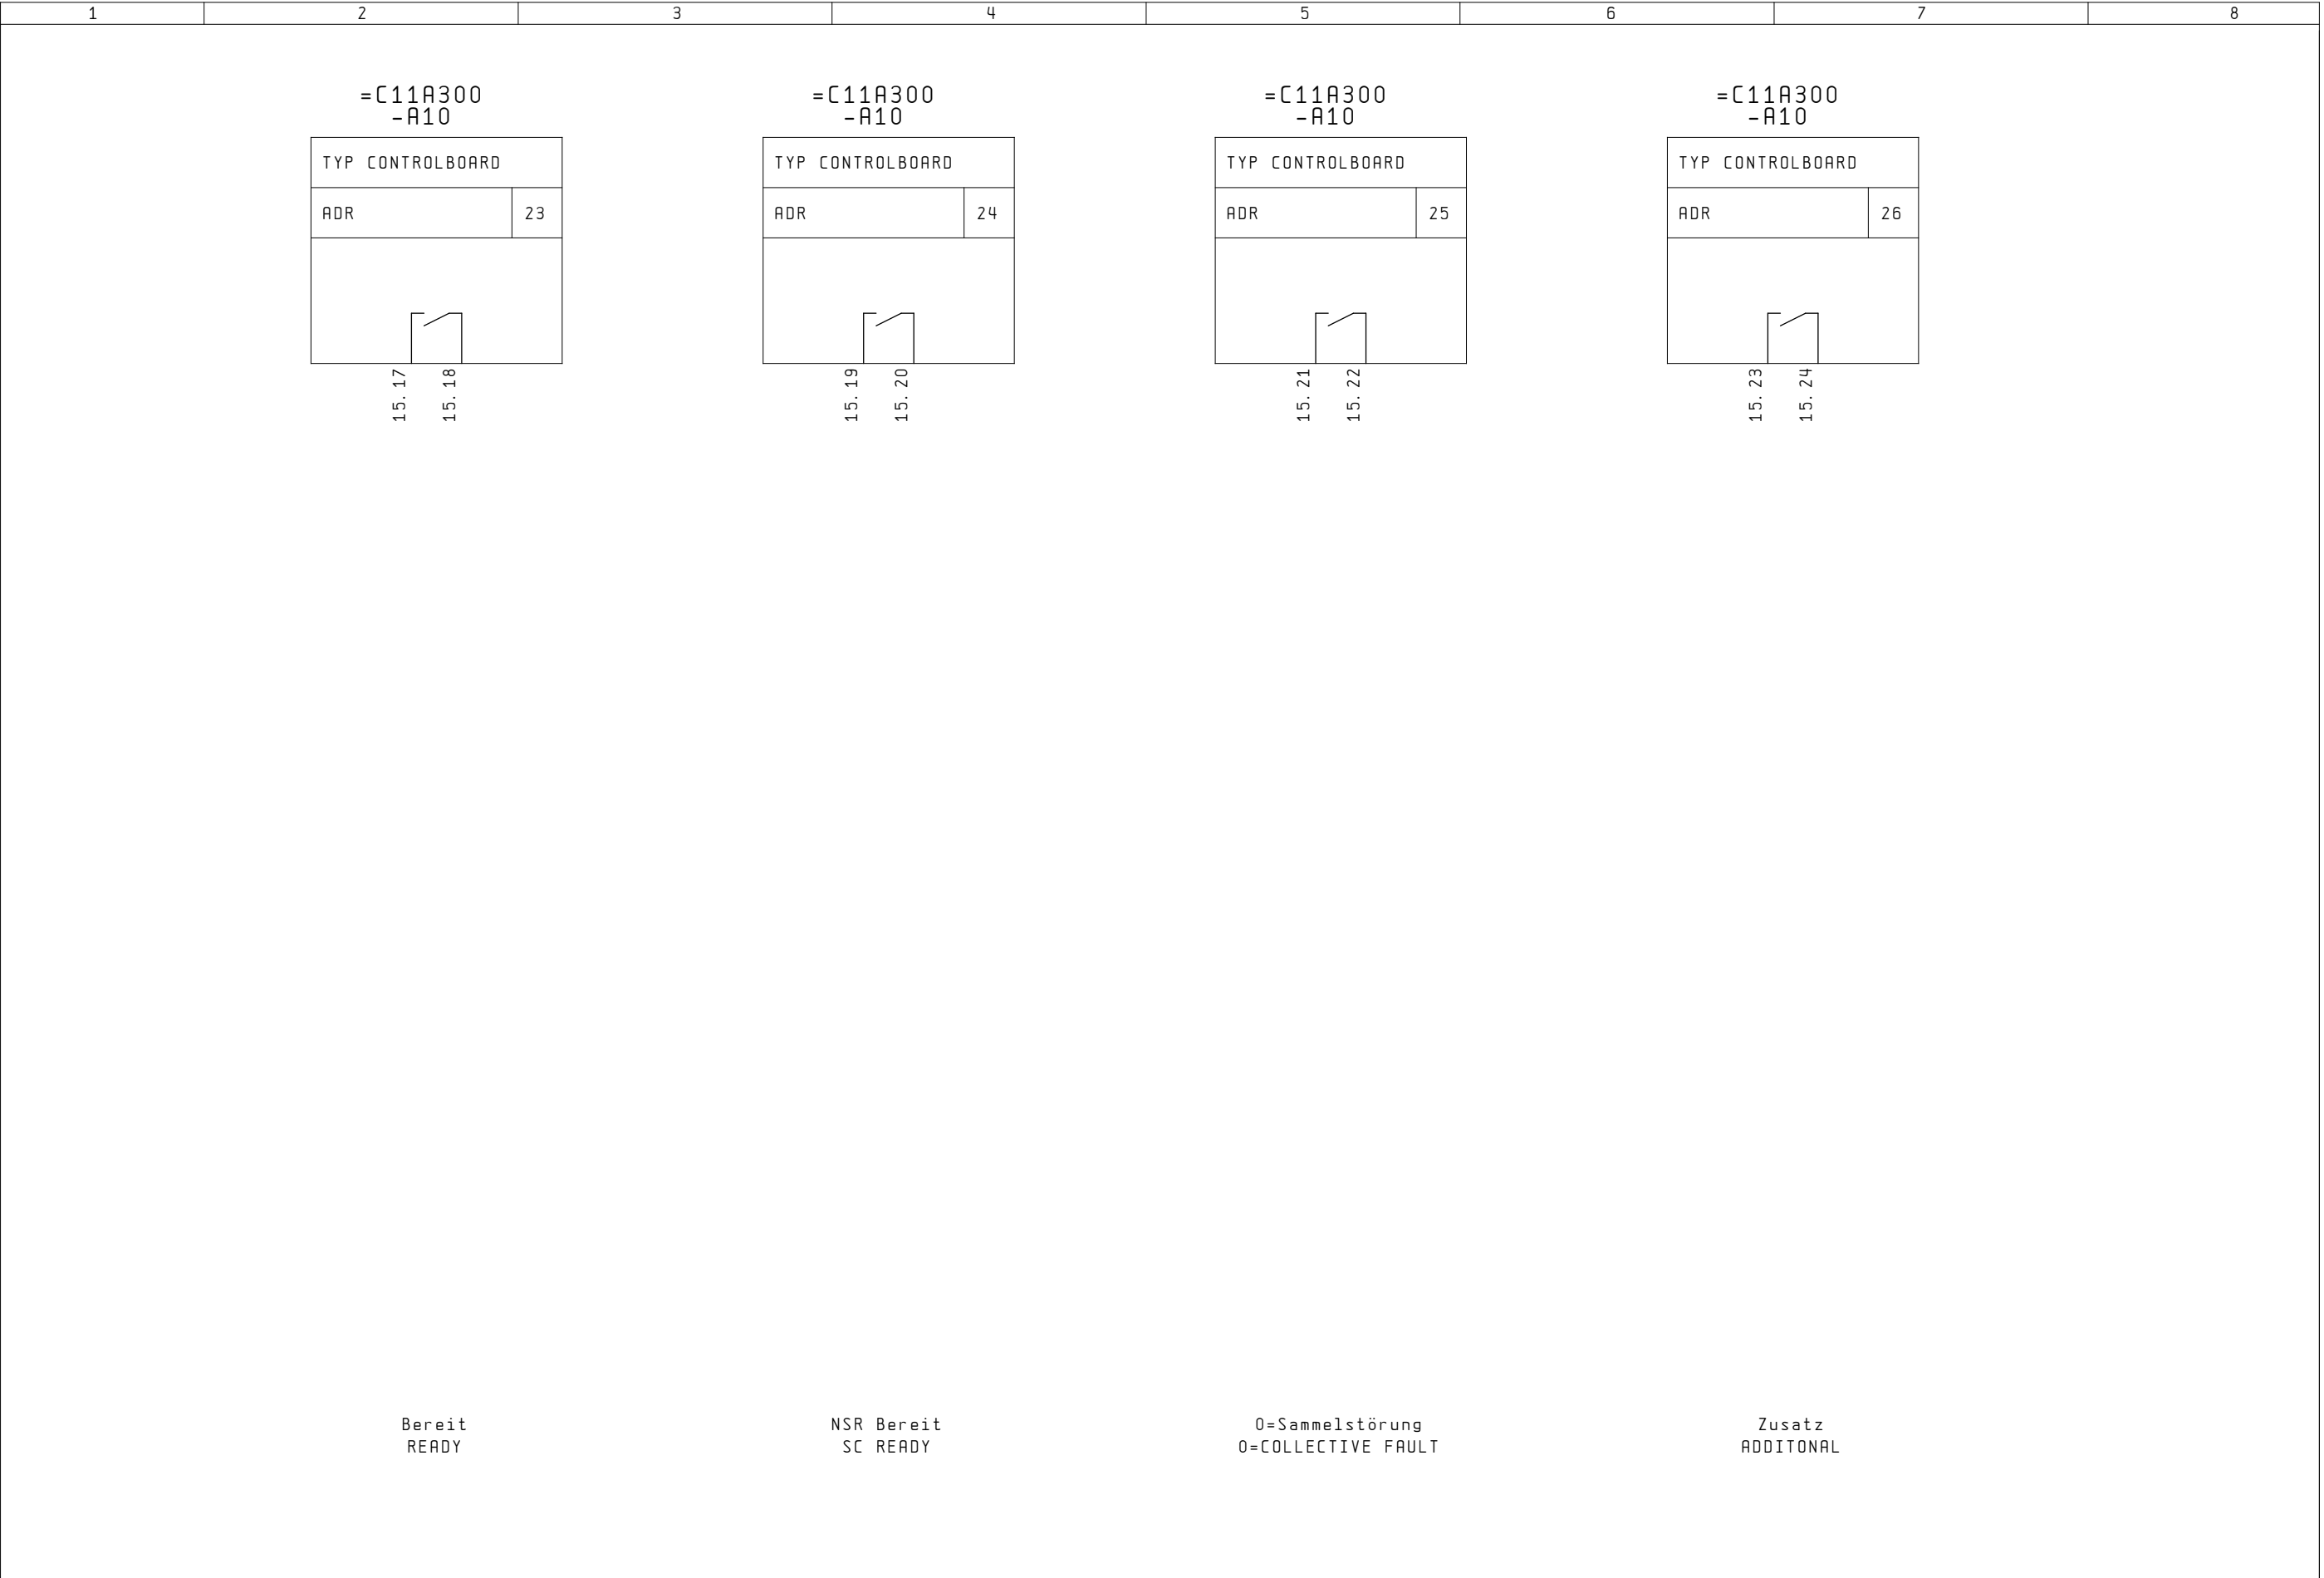 1 2 3 4 5 6 7 8
=C11A300 =C11A300 =C11A300 =C11A300
-A10 -A10 -A10 -A10
TYP CONTROLBOARD TYP CONTROLBOARD TYP CONTROLBOARD TYP CONTROLBOARD
ADR 23 ADR 24 ADR 25 ADR 26
15.17 15.18 15.19 15.20 15.21 15.22 15.23 15.24
Bereit NSR Bereit 0=Sammelstörung Zusatz
READY SC READY 0=COLLECTIVE FAULT ADDITONAL